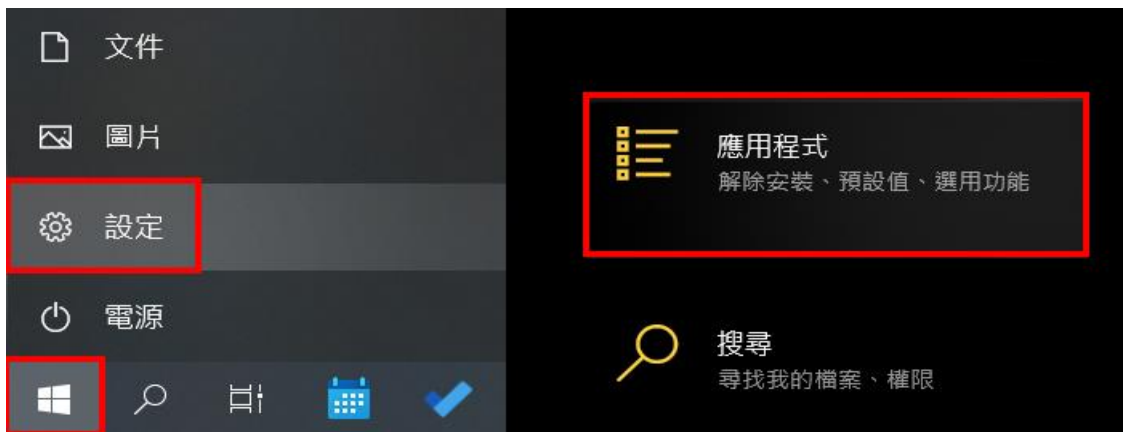 文件
圖片
設定
電源
應用程式
解除安裝、預設值、選用功能
搜尋
尋找我的檔案、權限